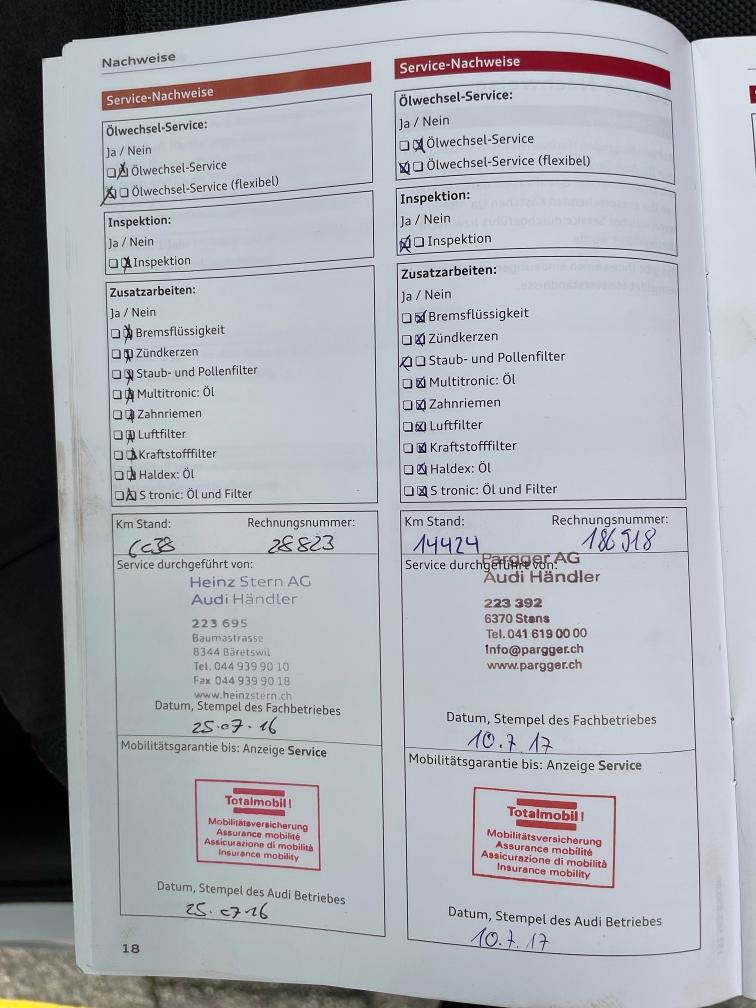 Nachweise
Service-Nachweise
Ölwechsel-Service:
Ja / Nein
Ölwechsel-Service
Ölwechsel-Service (flexibel)
Inspektion:
Ja / Nein
Inspektion
Zusatzarbeiten:
Ja / Nein
Bremsflüssigkeit
Zündkerzen
Staub- und Pollenfilter
Multitronic: Öl
Zahnriemen
Luftfilter
Kraftstofffilter
Haldex: Öl
S tronic: Öl und Filter
Km Stand: Rechnungsnummer:
6038 28823
Service durchgeführt von:
Heinz Stern AG
Audi Händler
223 695
Baumastrasse
8344 Bäretswil
Tel. 044 939 90 10
Fax 044 939 90 18
www.heinzstern.ch
Datum, Stempel des Fachbetriebes
25.07.16
Mobilitätsgarantie bis: Anzeige Service
Totalmobil!
Mobilitätsversicherung
Assurance mobilité
Assicurazione di mobilità
Insurance mobility
Datum, Stempel des Audi Betriebes
25.0716
18
Service-Nachweise
Ölwechsel-Service:
Ja / Nein
Ölwechsel-Service
Ölwechsel-Service (flexibel)
Inspektion:
Ja / Nein
Inspektion
Zusatzarbeiten:
Ja / Nein
Bremsflüssigkeit
Zündkerzen
Staub- und Pollenfilter
Multitronic: Öl
Zahnriemen
Luftfilter
Kraftstofffilter
Haldex: Öl
S tronic: Öl und Filter
Km Stand: Rechnungsnummer:
14424 186918
Service durchgeführt von:
Pargger AG
Audi Händler
223 392
6370 Stans
Tel. 041 619 00 00
Info@pargger.ch
www.pargger.ch
Datum, Stempel des Fachbetriebes
10.7.17
Mobilitätsgarantie bis: Anzeige Service
Totalmobil!
Mobilitätsversicherung
Assurance mobilité
Assicurazione di mobilità
Insurance mobility
Datum, Stempel des Audi Betriebes
10.7.17